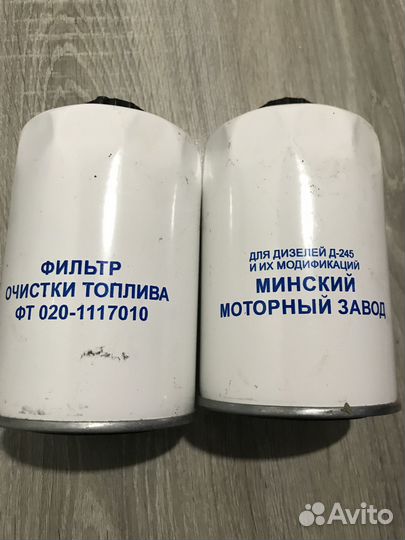 ФИЛЬТР
ОЧИСТКИ ТОПЛИВА
ФТ 020-1117010
ДЛЯ ДИЗЕЛЕЙ Д-245
И ИХ МОДИФИКАЦИЙ
МИНСКИЙ
МОТОРНЫЙ ЗАВОД
Avito